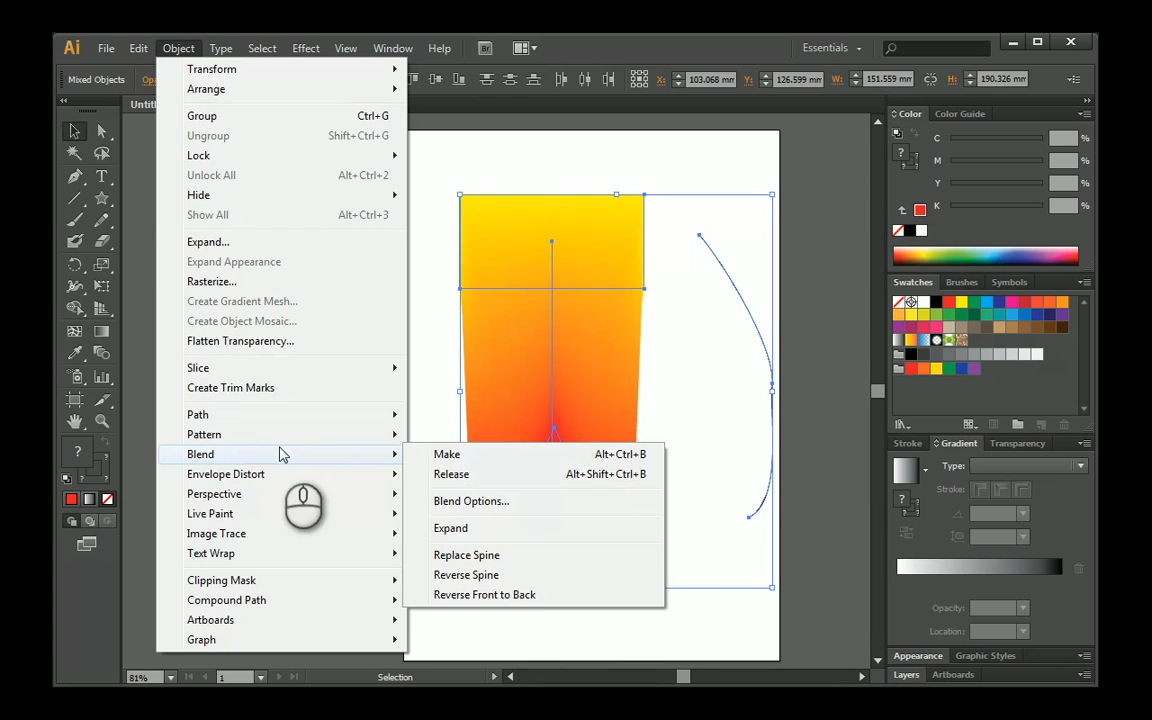 Ai File Edit Object Type Select Effect View Window Help Br Essentials
Mixed Objects X: 103.068 mm Y: 126.599 mm W: 151.559 mm H: 190.326 mm
Transform
Arrange
Group Ctrl+G
Ungroup Shift+Ctrl+G
Lock
Unlock All Alt+Ctrl+2
Hide
Show All Alt+Ctrl+3
Expand...
Expand Appearance
Rasterize...
Create Gradient Mesh...
Create Object Mosaic...
Flatten Transparency...
Slice
Create Trim Marks
Path
Pattern
Blend
Envelope Distort
Perspective
Live Paint
Image Trace
Text Wrap
Clipping Mask
Compound Path
Artboards
Graph
Make Alt+Ctrl+B
Release Alt+Shift+Ctrl+B
Blend Options...
Expand
Replace Spine
Reverse Spine
Reverse Front to Back
Color Color Guide
? C %
M %
Y %
K %
Swatches Brushes Symbols
Stroke Gradient Transparency
Type:
? Stroke:
Opacity:
Location:
Appearance Graphic Styles
Layers Artboards
?
81% 1 Selection